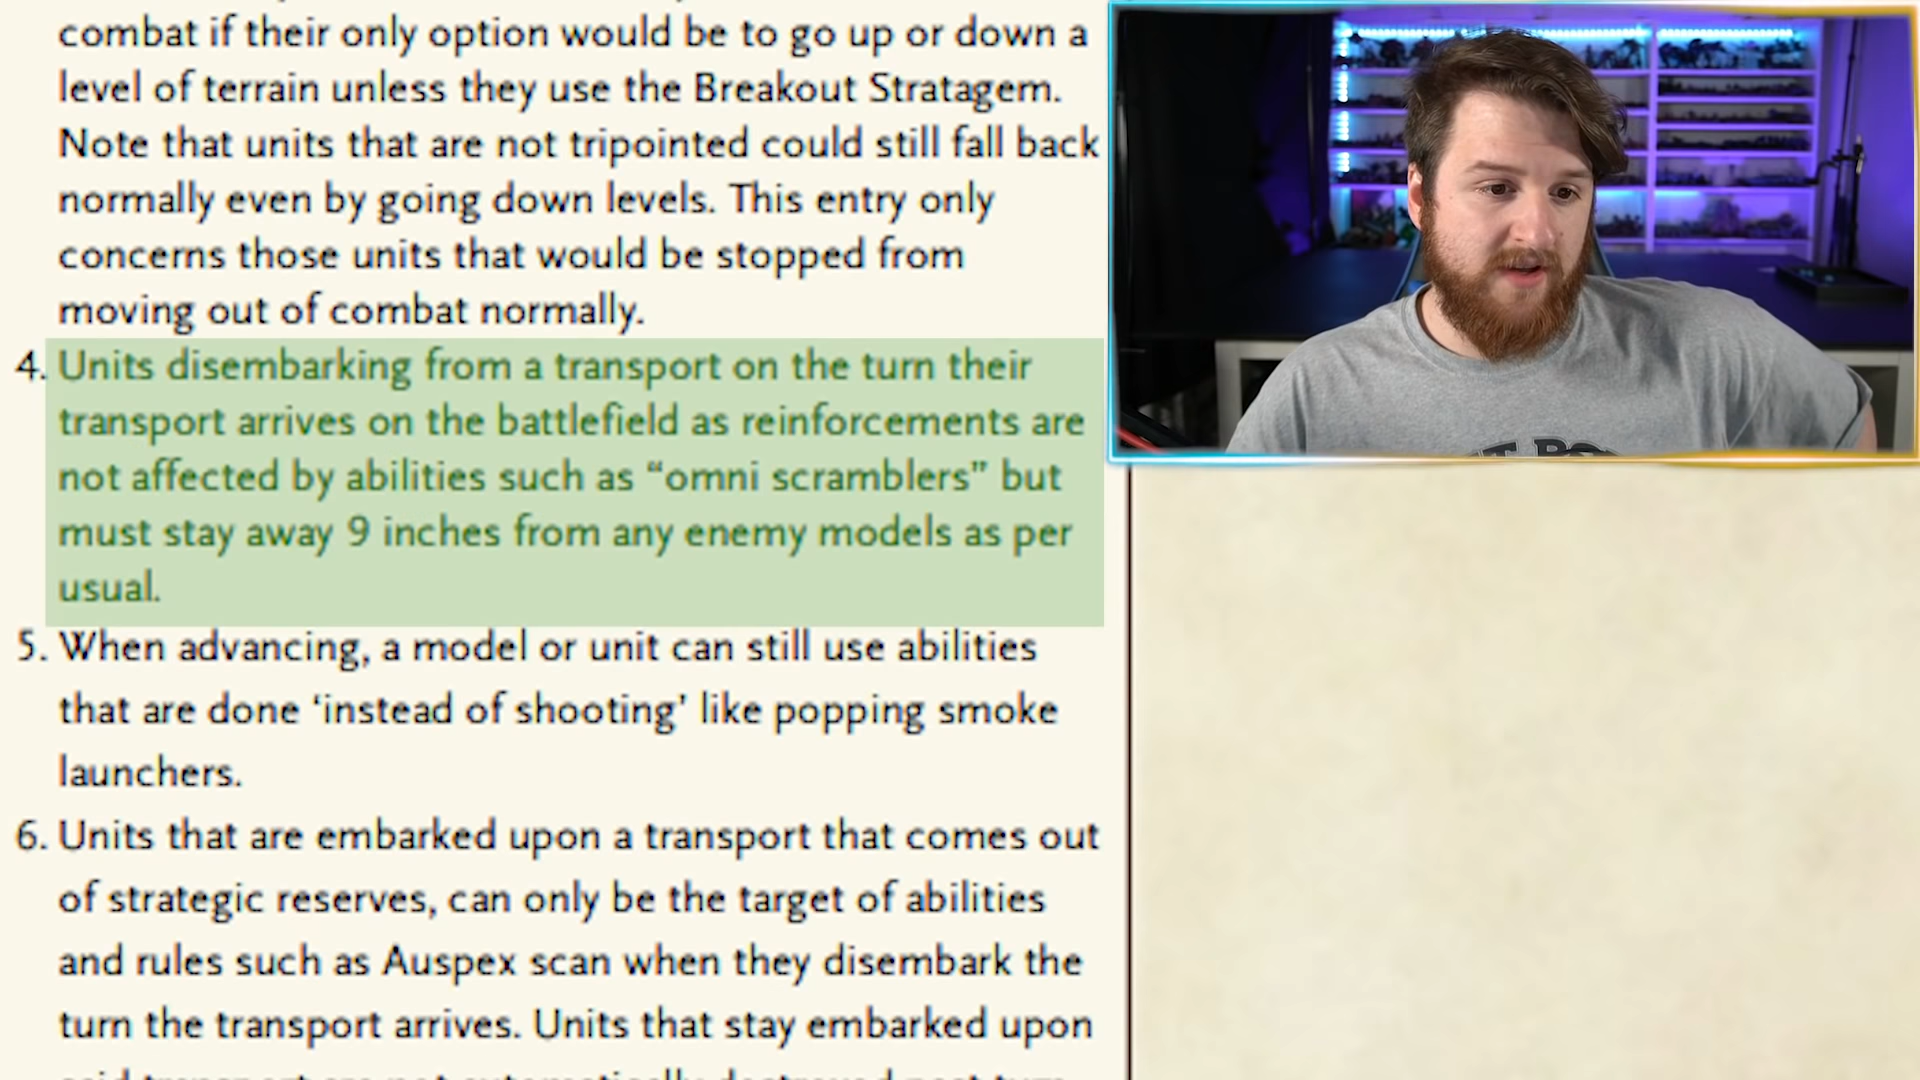 combat if their only option would be to go up or down a
level of terrain unless they use the Breakout Stratagem.
Note that units that are not tripointed could still fall back
normally even by going down levels. This entry only
concerns those units that would be stopped from
moving out of combat normally.
4. Units disembarking from a transport on the turn their
transport arrives on the battlefield as reinforcements are
not affected by abilities such as “omni scramblers” but
must stay away 9 inches from any enemy models as per
usual.
5. When advancing, a model or unit can still use abilities
that are done ‘instead of shooting’ like popping smoke
launchers.
6. Units that are embarked upon a transport that comes out
of strategic reserves, can only be the target of abilities
and rules such as Auspex scan when they disembark the
turn the transport arrives. Units that stay embarked upon